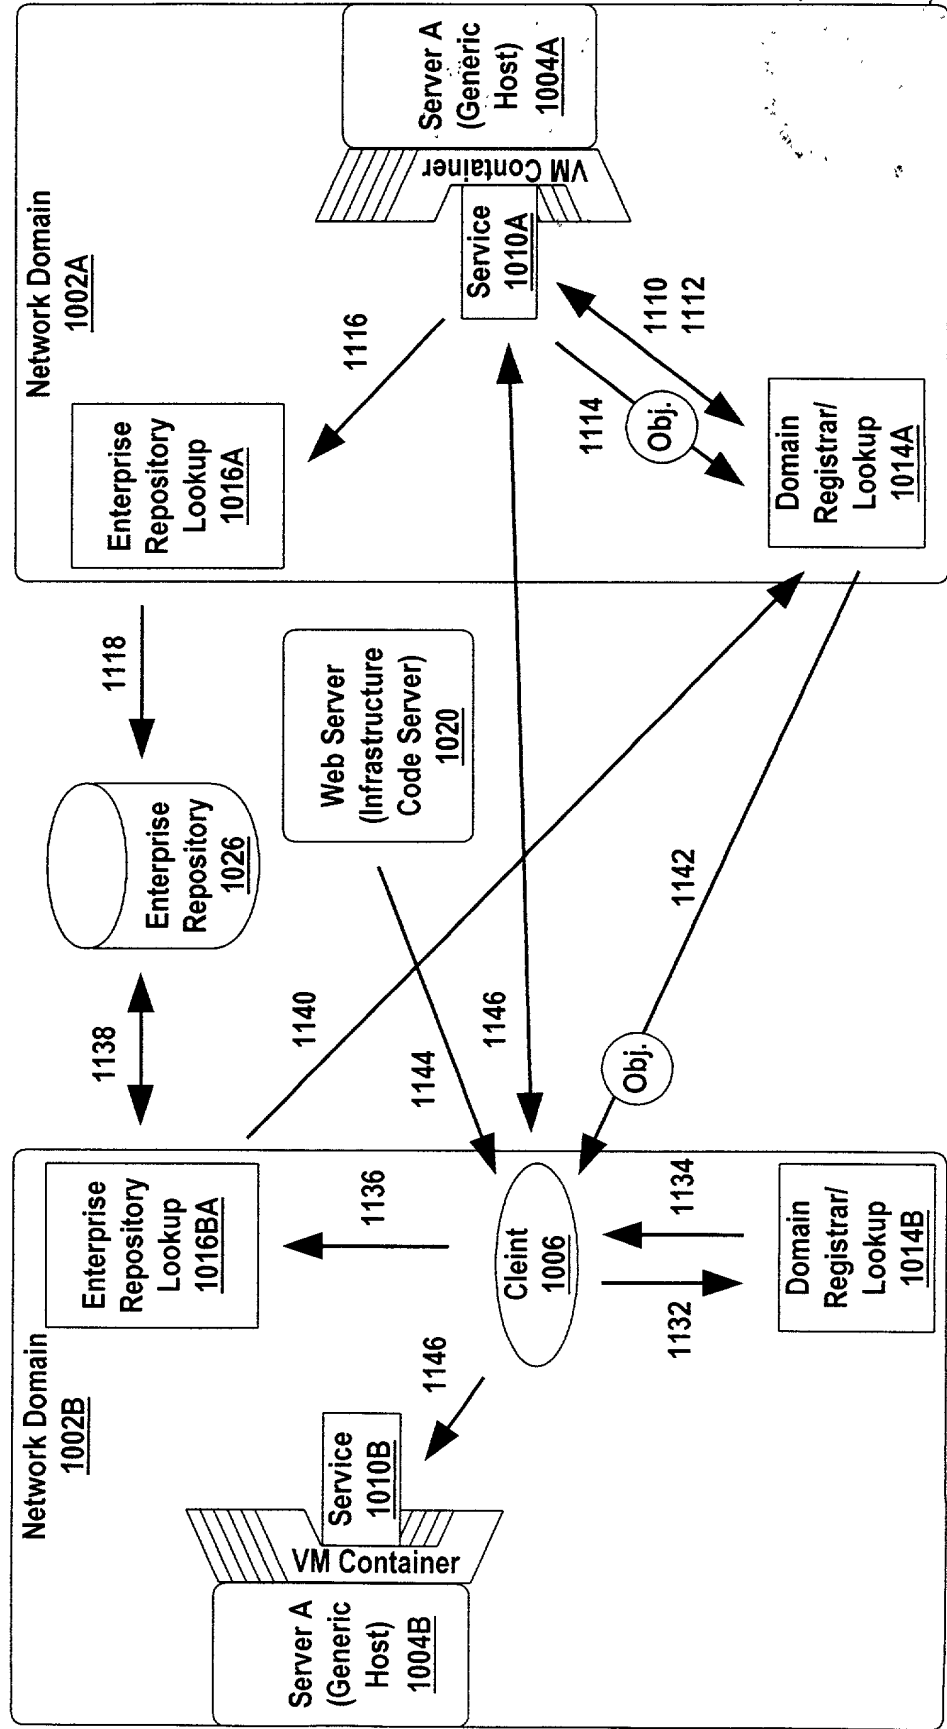 Network Domain
1002B
Server A
(Generic
Host)
1004B
VM Container
Service
1010B
1146
Enterprise
Repository
Lookup
1016BA
1136
Cleint
1006
1132
1134
Domain
Registrar/
Lookup
1014B
1138
Enterprise
Repository
1026
1118
1140
1144
Web Server
(Infrastructure
Code Server)
1020
1146
Obj.
1142
Network Domain
1002A
Enterprise
Repository
Lookup
1016A
1116
Service
1010A
VM Container
Server A
(Generic
Host)
1004A
1114
Obj.
1110
1112
Domain
Registrar/
Lookup
1014A